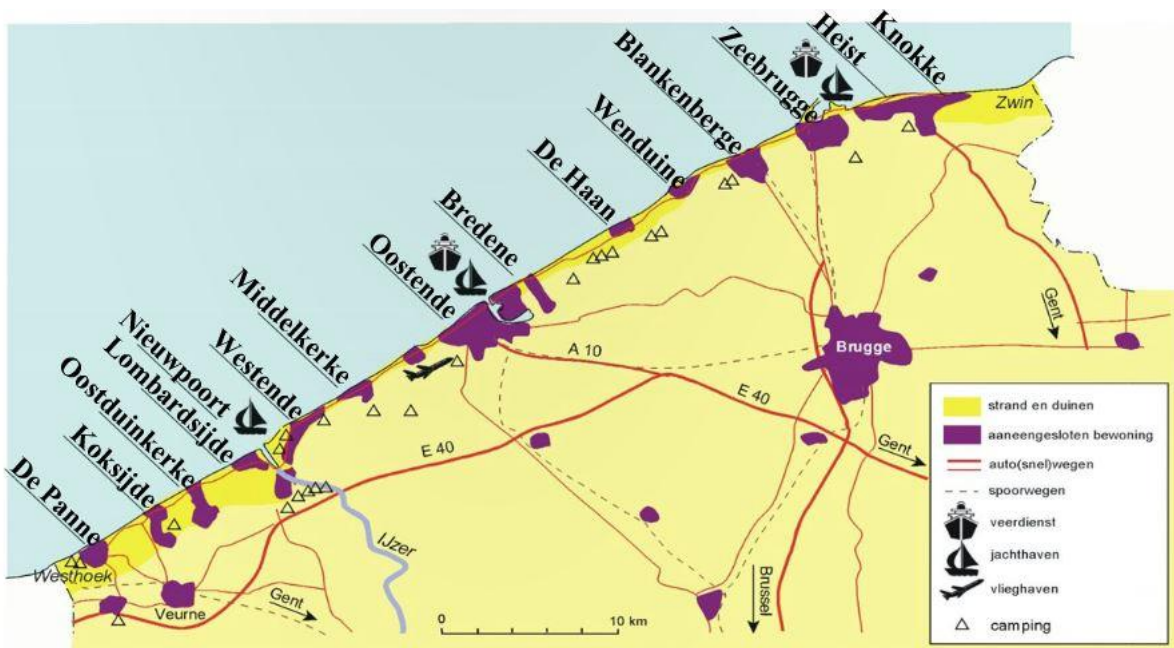 De Panne
Koksijde
Oostduinkerke
Lombardsijde
Nieuwpoort
Westende
Middelkerke
Oostende
Bredene
De Haan
Wenduine
Blankenberge
Zeebrugge
Heist
Knokke
Zwin
Westhoek
Veurne
Gent
IJzer
E 40
A 10
E 40
Gent
Brugge
Gent
Brussel
0
10 km
strand en duinen
aaneengesloten bewoning
auto(snel)wegen
spoorwegen
veerdienst
jachthaven
vlieghaven
camping